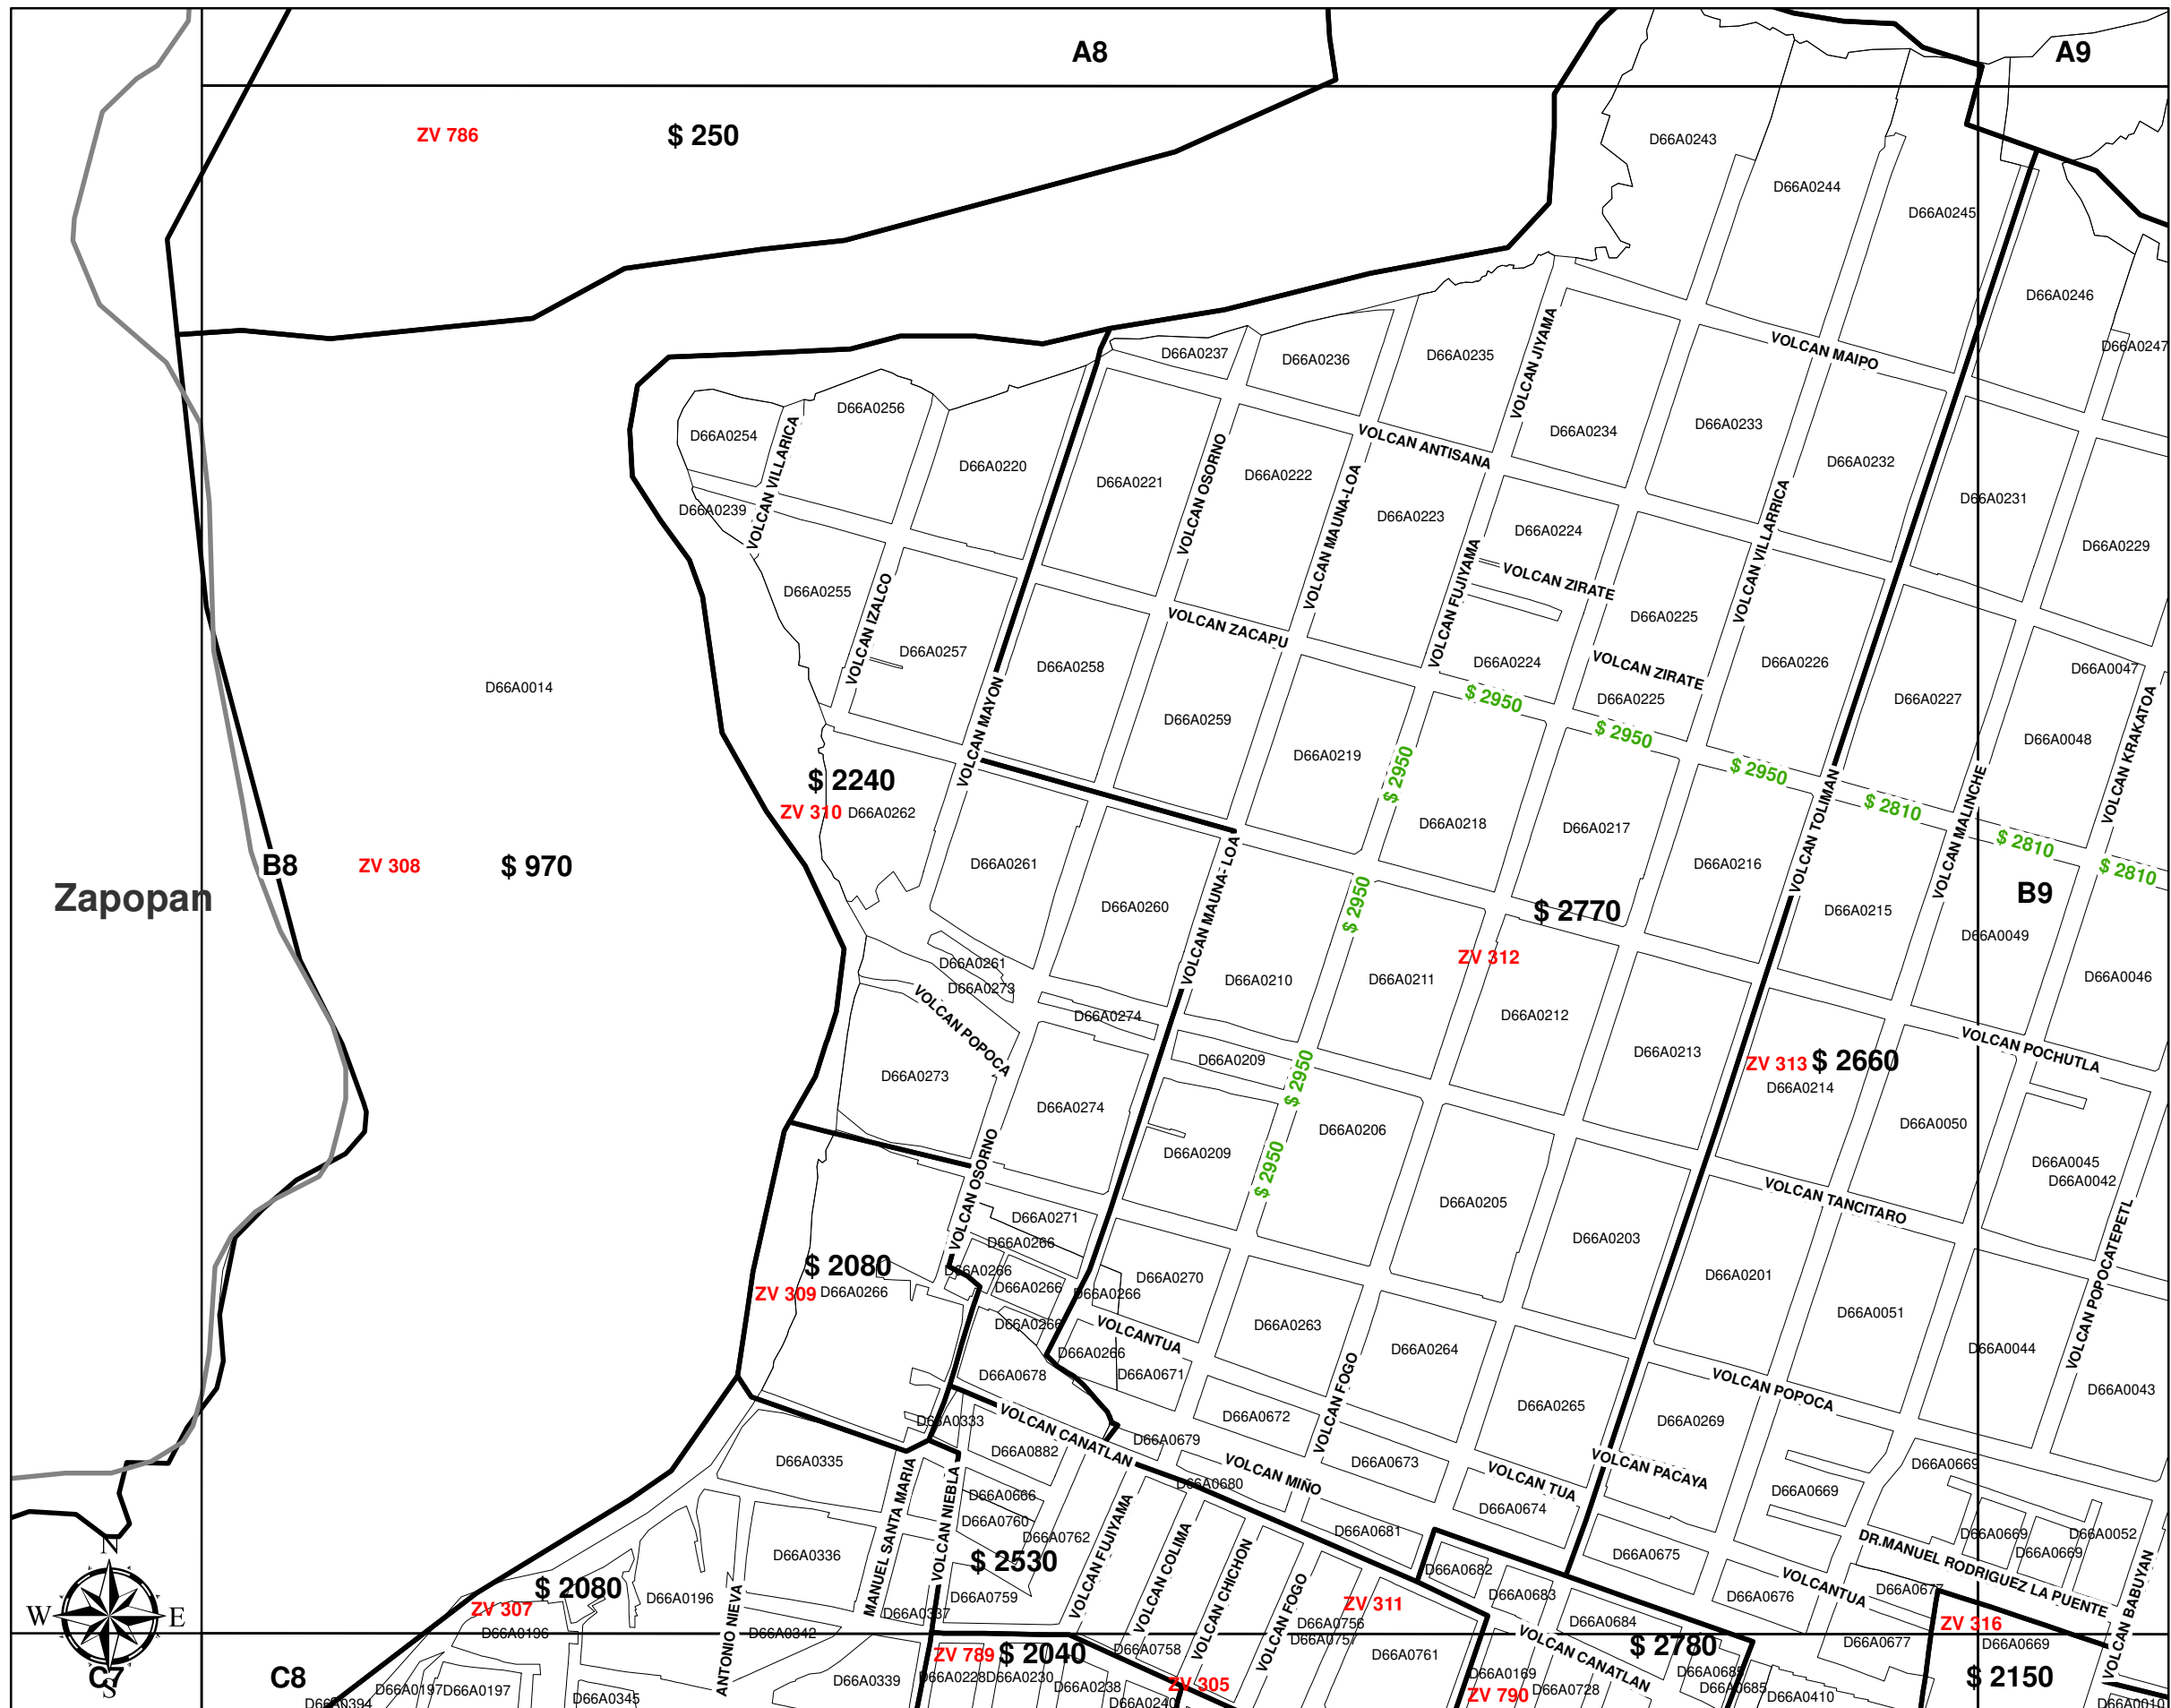 A8
A9
ZV 786
$ 250
D66A0243
D66A0244
D66A0245
D66A0246
D66A0247
D66A0237
D66A0236
D66A0235
VOLCAN JIYAMA
VOLCAN MAIPO
D66A0254
D66A0256
VOLCAN VILLARICA
D66A0220
D66A0221
VOLCAN OSORNO
D66A0222
VOLCAN MAUNA-LOA
VOLCAN ANTISANA
D66A0234
D66A0233
D66A0232
D66A0231
D66A0239
D66A0223
D66A0224
VOLCAN VILLARRICA
D66A0229
D66A0255
VOLCAN IZALCO
VOLCAN FUJIYAMA
VOLCAN ZIRATE
D66A0225
D66A0257
D66A0258
VOLCAN ZACAPU
D66A0224
VOLCAN ZIRATE
D66A0226
D66A0047
D66A0014
VOLCAN MAYON
D66A0259
$ 2950
D66A0225
D66A0227
D66A0048
VOLCAN KRAKATOA
D66A0219
$ 2950
$ 2950
$ 2950
$ 2240
ZV 310
D66A0262
D66A0218
D66A0217
VOLCAN TOLIMAN
$ 2810
VOLCAN MALINCHE
$ 2810
$ 2810
B8
ZV 308
$ 970
D66A0261
D66A0216
Zapopan
D66A0260
VOLCAN MAUNA- LOA
$ 2950
$ 2770
D66A0215
B9
D66A0049
D66A0261
D66A0273
D66A0210
D66A0211
ZV 312
D66A0046
VOLCAN POPOCA
D66A0274
D66A0212
D66A0209
$ 2950
D66A0213
ZV 313
$ 2660
VOLCAN POCHUTLA
D66A0273
D66A0214
D66A0274
D66A0206
D66A0050
D66A0209
$ 2950
D66A0045
D66A0042
VOLCAN OSORNO
D66A0271
D66A0205
VOLCAN TANCITARO
D66A0266
D66A0203
VOLCAN POPOCATEPETL
$ 2080
ZV 309
D66A0266
D66A0266
D66A0266
D66A0266
D66A0270
D66A0201
D66A0266
VOLCANTUA
D66A0263
D66A0051
D66A0266
D66A0264
D66A0044
D66A0678
D66A0671
VOLCAN FOGO
VOLCAN POPOCA
D66A0043
D66A0333
VOLCAN CANATLAN
D66A0672
D66A0265
D66A0269
D66A0335
D66A0882
D66A0679
VOLCAN MIÑO
D66A0673
VOLCAN TUA
VOLCAN PACAYA
D66A0669
MANUEL SANTA MARIA
VOLCAN NIEBLA
D66A0666
D66A0680
D66A0674
D66A0669
D66A0760
D66A0762
VOLCAN FUJIYAMA
VOLCAN COLIMA
D66A0681
DR.MANUEL RODRIGUEZ LA PUENTE
D66A0669
D66A0052
N
D66A0336
$ 2530
VOLCAN CHICHON
D66A0682
D66A0675
D66A0669
$ 2080
D66A0196
ANTONIO NIEVA
D66A0759
VOLCAN FOGO
D66A0683
D66A0676
VOLCANTUA
D66A0677
VOLCAN BABUYAN
W
E
ZV 307
D66A0196
D66A0337
ZV 311
D66A0756
D66A0684
ZV 316
D66A0342
D66A0757
VOLCAN CANATLAN
$ 2780
D66A0677
D66A0669
ZV 789
$ 2040
D66A0758
D66A0761
C7
S
C8
D66A0339
D66A0228
D66A0230
D66A0238
ZV 305
D66A0169
D66A0685
$ 2150
D66A0197
D66A0197
ZV 790
D66A0728
D66A0685
D66A0394
D66A0345
D66A0240
D66A0410
D66A0010